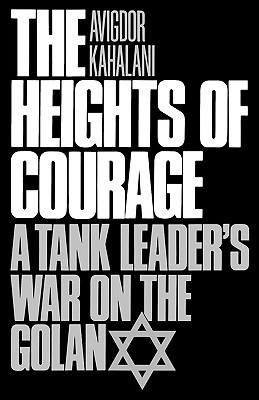 THE
AVIGDOR
KAHALANI
HEIGHTS OF
COURAGE
A TANK LEADER'S
WAR ON THE
GOLAN